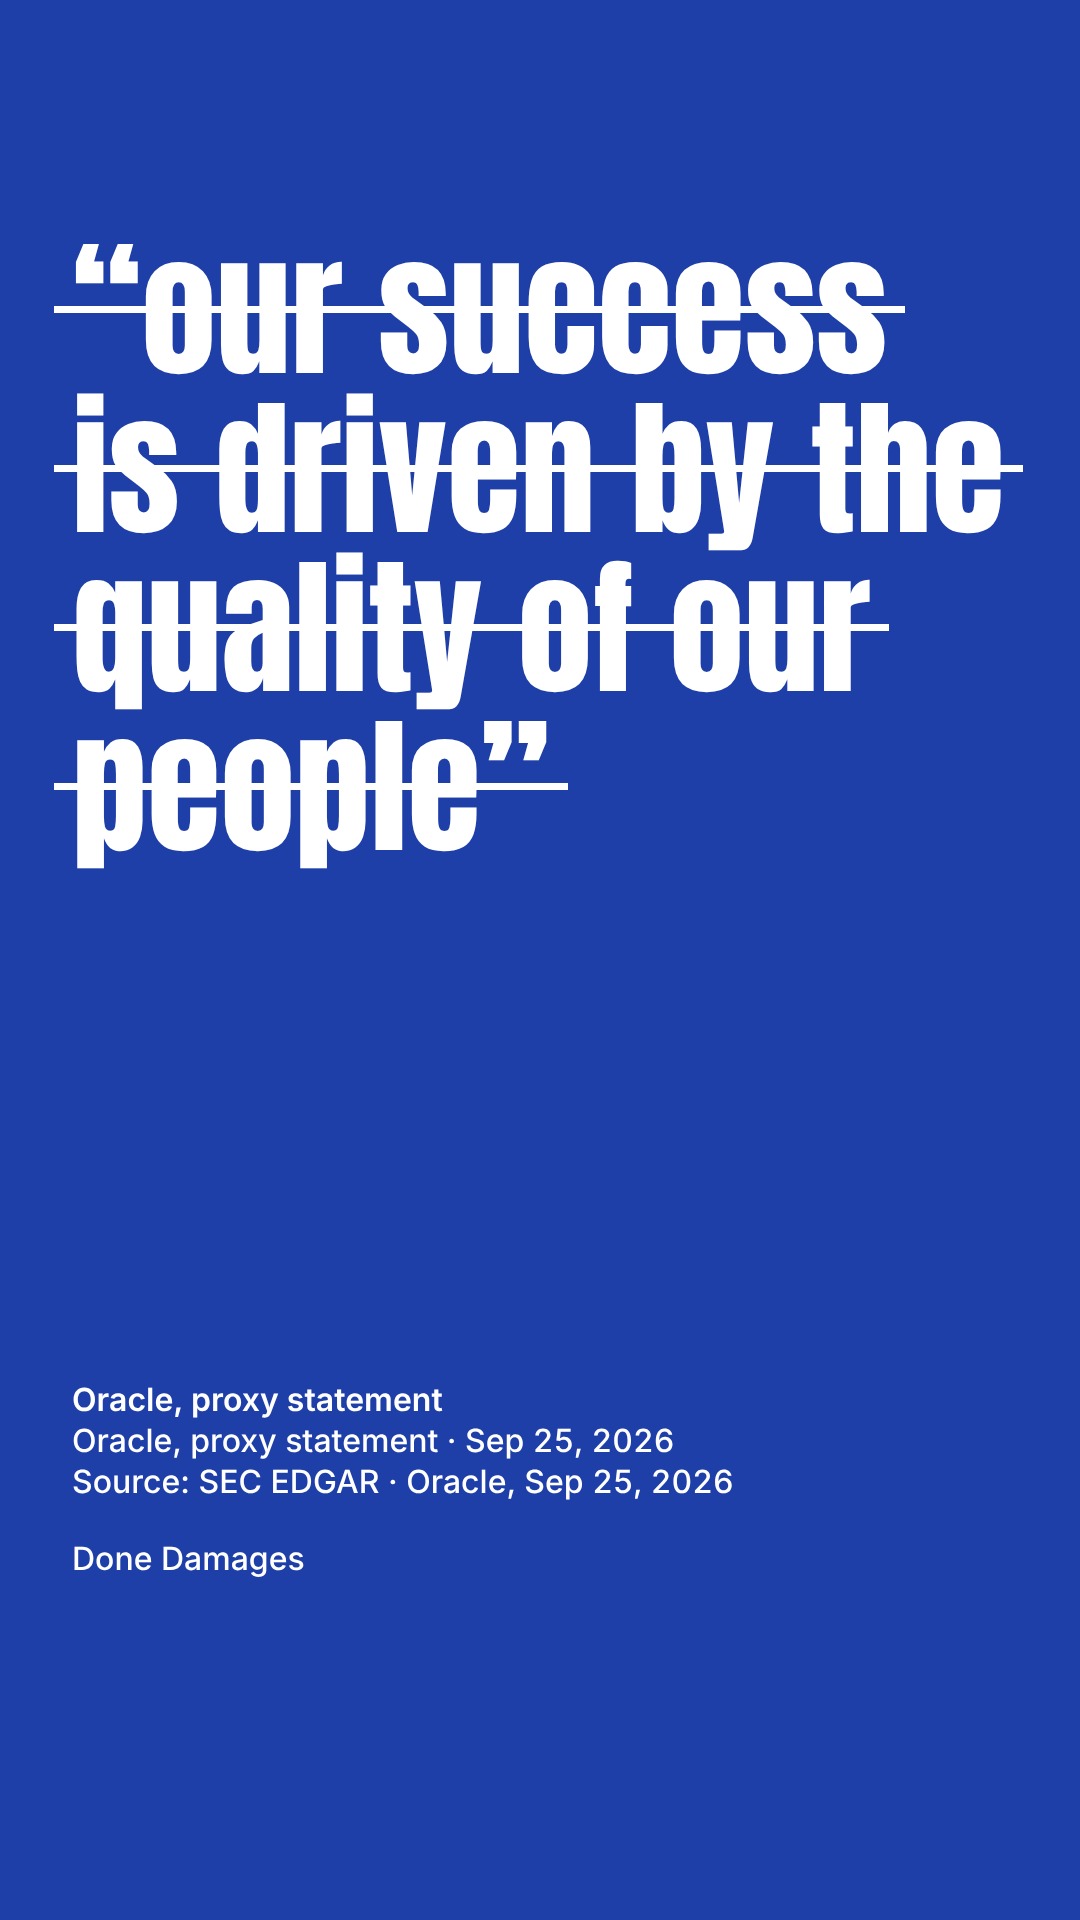 “our success
is driven by the
quality of our
people”
Oracle, proxy statement
Oracle, proxy statement · Sep 25, 2026
Source: SEC EDGAR · Oracle, Sep 25, 2026
Done Damages